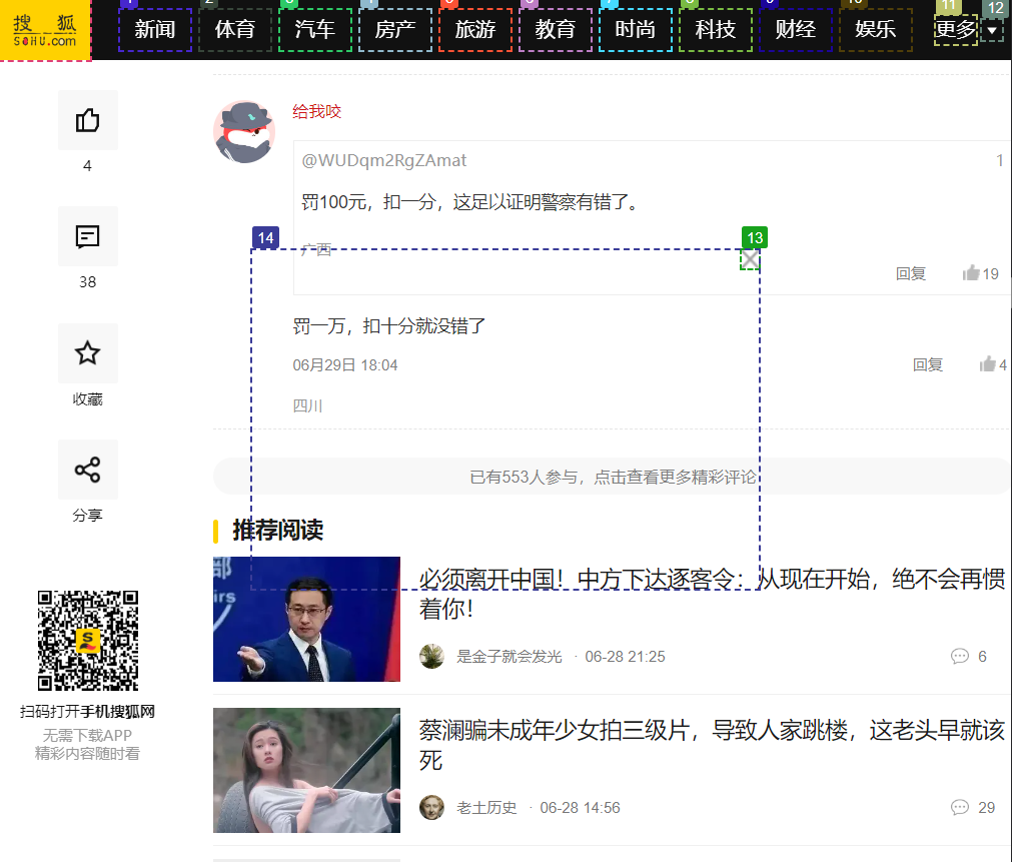 搜 狐
SOHU.com
1 2 3 4 5 6 7 8 9 10 11 12
新闻 体育 汽车 房产 旅游 教育 时尚 科技 财经 娱乐 更多
4
38
收藏
分享
扫码打开手机搜狐网
无需下载APP
精彩内容随时看
给我咬
@WUDqm2RgZAmat 1
罚100元，扣一分，这足以证明警察有错了。
14 13
广西
回复 19
罚一万，扣十分就没错了
06月29日 18:04 回复 4
四川
已有553人参与，点击查看更多精彩评论
推荐阅读
必须离开中国！中方下达逐客令：从现在开始，绝不会再惯
着你！
是金子就会发光 · 06-28 21:25 6
蔡澜骗未成年少女拍三级片，导致人家跳楼，这老头早就该
死
老土历史 · 06-28 14:56 29